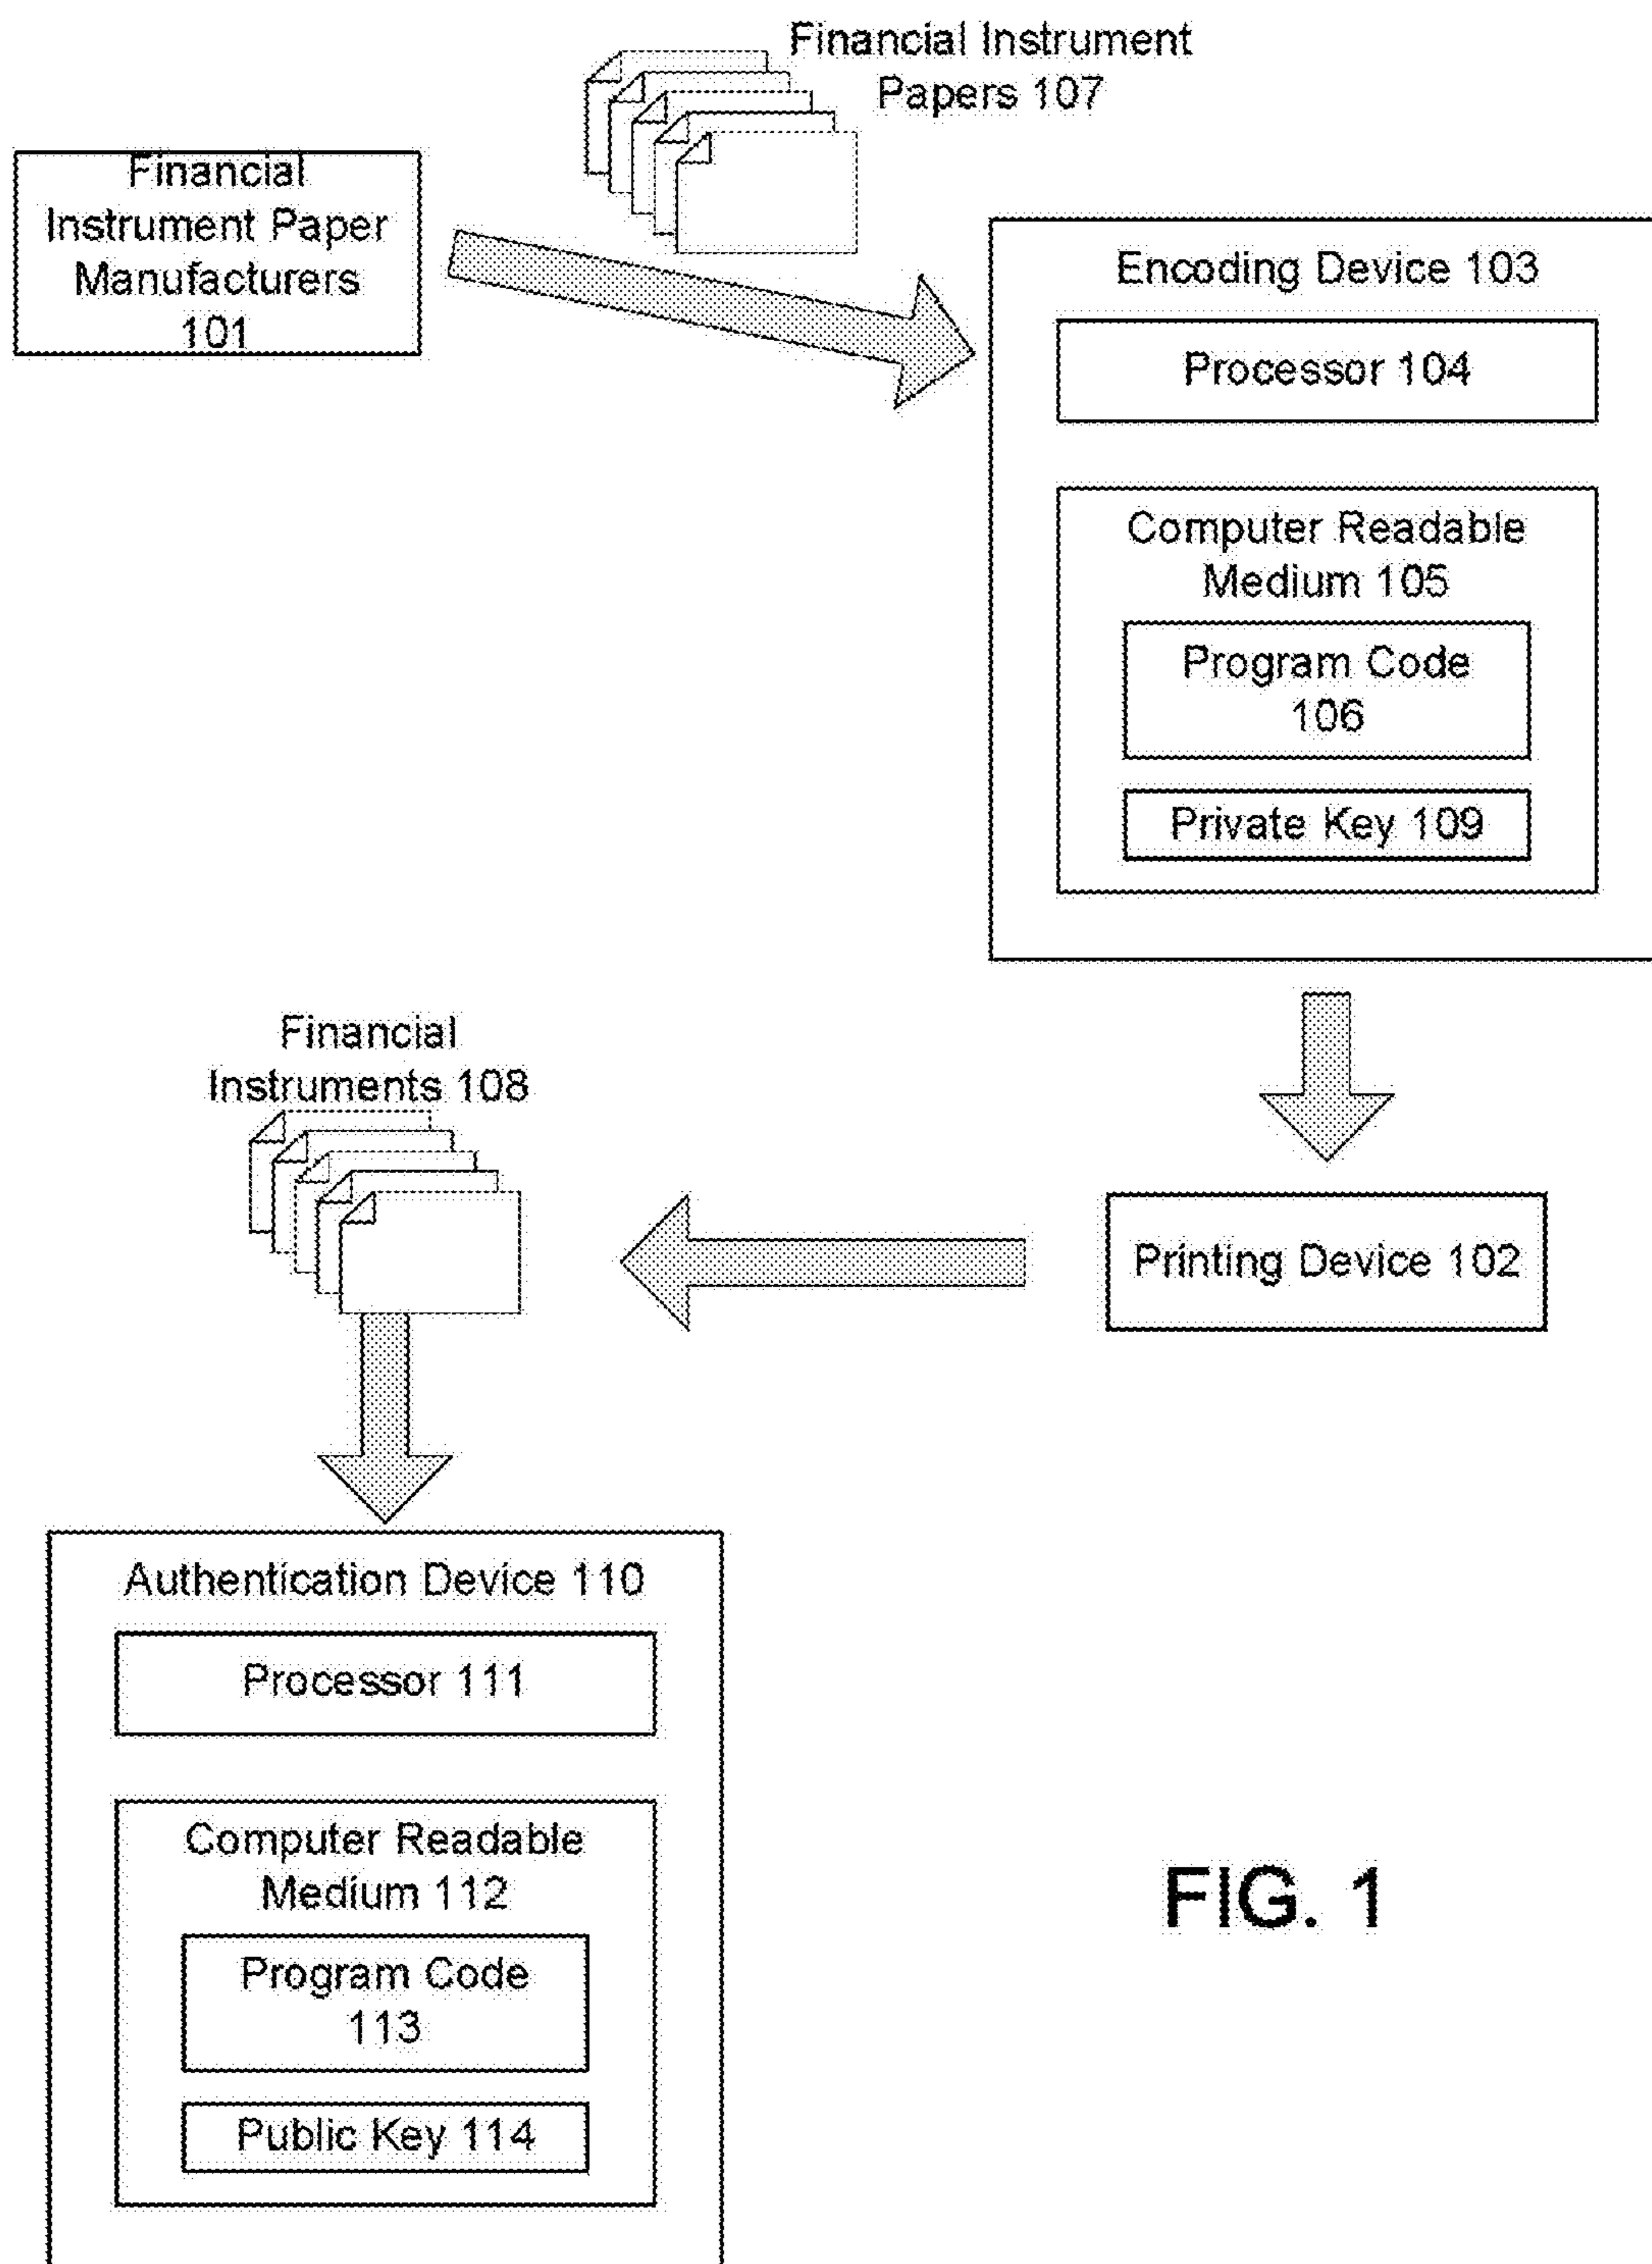 Financial Instrument
Papers 107
Financial
Instrument Paper
Manufacturers
101
Encoding Device 103
Processor 104
Computer Readable
Medium 105
Program Code
106
Private Key 109
Financial
Instruments 108
Printing Device 102
Authentication Device 110
Processor 111
Computer Readable
Medium 112
Program Code
113
Public Key 114
FIG. 1